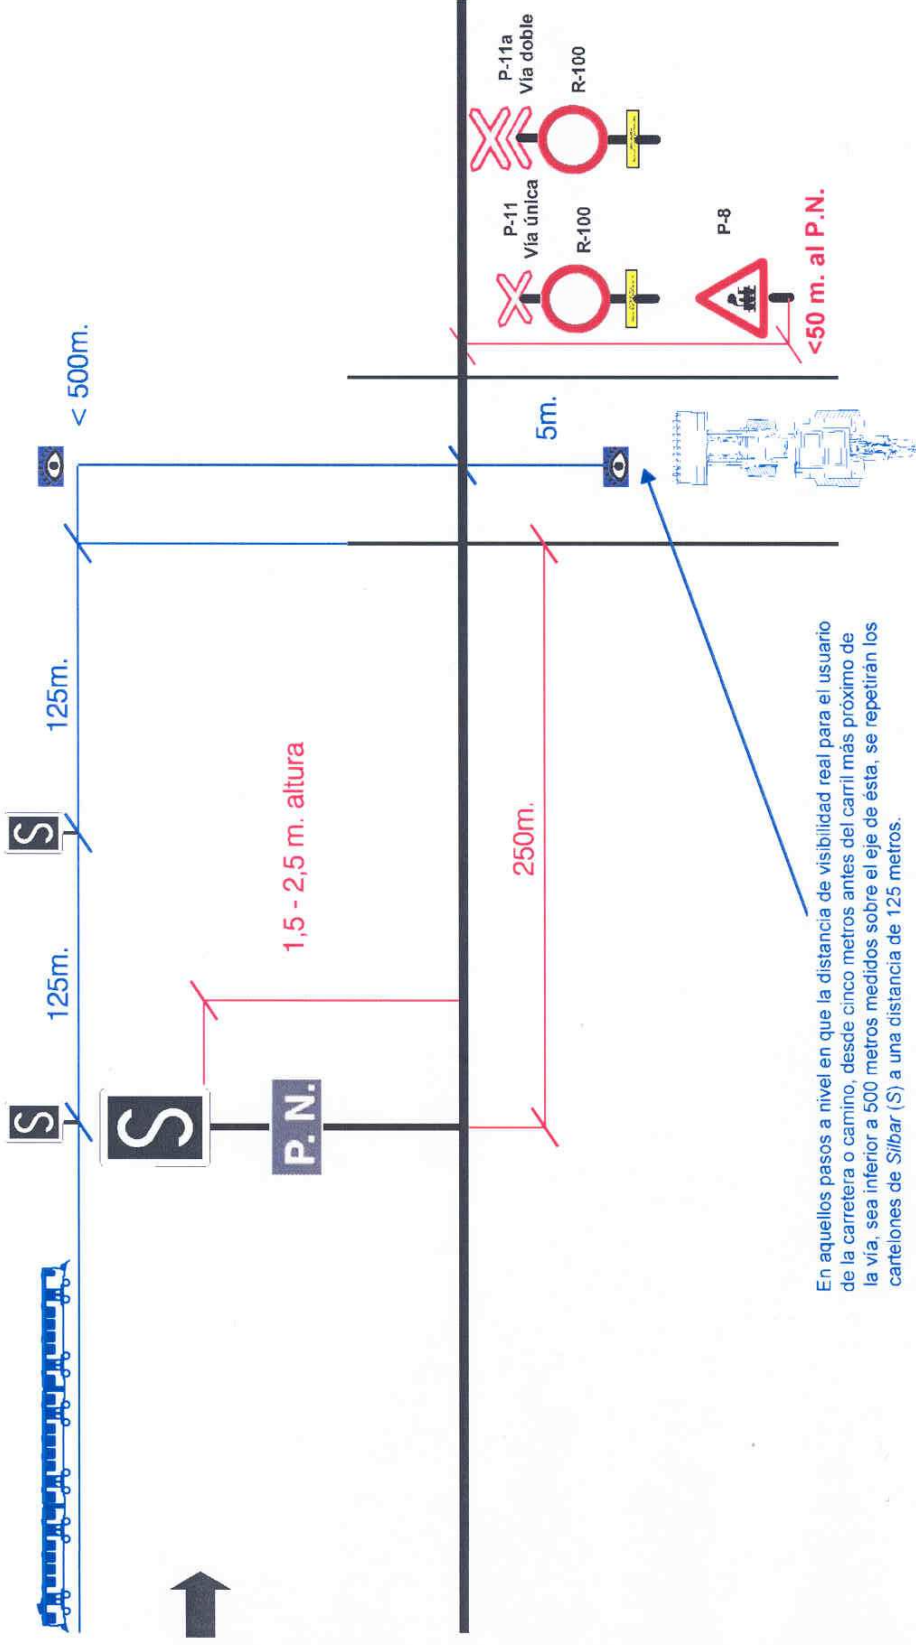 S
S
125m.
125m.
< 500m.
S
P. N.
1,5 - 2,5 m. altura
250m.
5m.
P-11
Vía única
R-100
P-11a
Vía doble
R-100
P-8
<50 m. al P.N.
En aquellos pasos a nivel en que la distancia de visibilidad real para el usuario
de la carretera o camino, desde cinco metros antes del carril más próximo de
la vía, sea inferior a 500 metros medidos sobre el eje de ésta, se repetirán los
cartelones de Silbar (S) a una distancia de 125 metros.